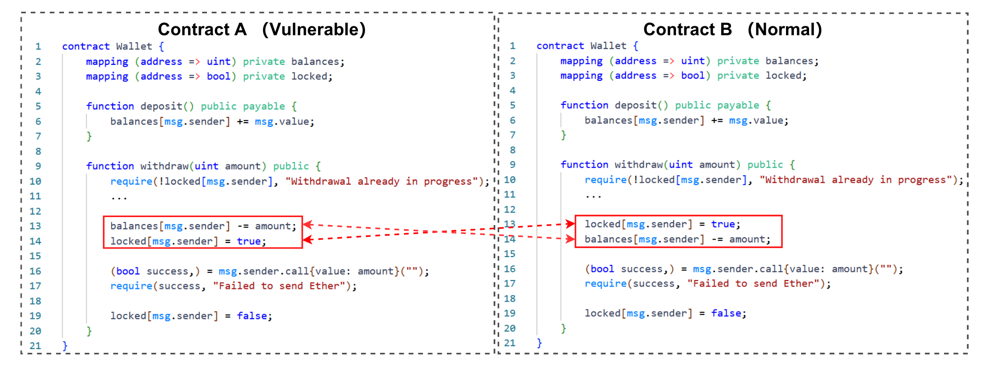 Contract A （Vulnerable）
1 contract Wallet {
2 mapping (address => uint) private balances;
3 mapping (address => bool) private locked;
4
5 function deposit() public payable {
6 balances[msg.sender] += msg.value;
7 }
8
9 function withdraw(uint amount) public {
10 require(!locked[msg.sender], "Withdrawal already in progress");
11 ...
12
13 balances[msg.sender] -= amount;
14 locked[msg.sender] = true;
15
16 (bool success,) = msg.sender.call{value: amount}("");
17 require(success, "Failed to send Ether");
18
19 locked[msg.sender] = false;
20 }
21 }
Contract B （Normal）
1 contract Wallet {
2 mapping (address => uint) private balances;
3 mapping (address => bool) private locked;
4
5 function deposit() public payable {
6 balances[msg.sender] += msg.value;
7 }
8
9 function withdraw(uint amount) public {
10 require(!locked[msg.sender], "Withdrawal already in progress");
11 ...
12
13 locked[msg.sender] = true;
14 balances[msg.sender] -= amount;
15
16 (bool success,) = msg.sender.call{value: amount}("");
17 require(success, "Failed to send Ether");
18
19 locked[msg.sender] = false;
20 }
21 }